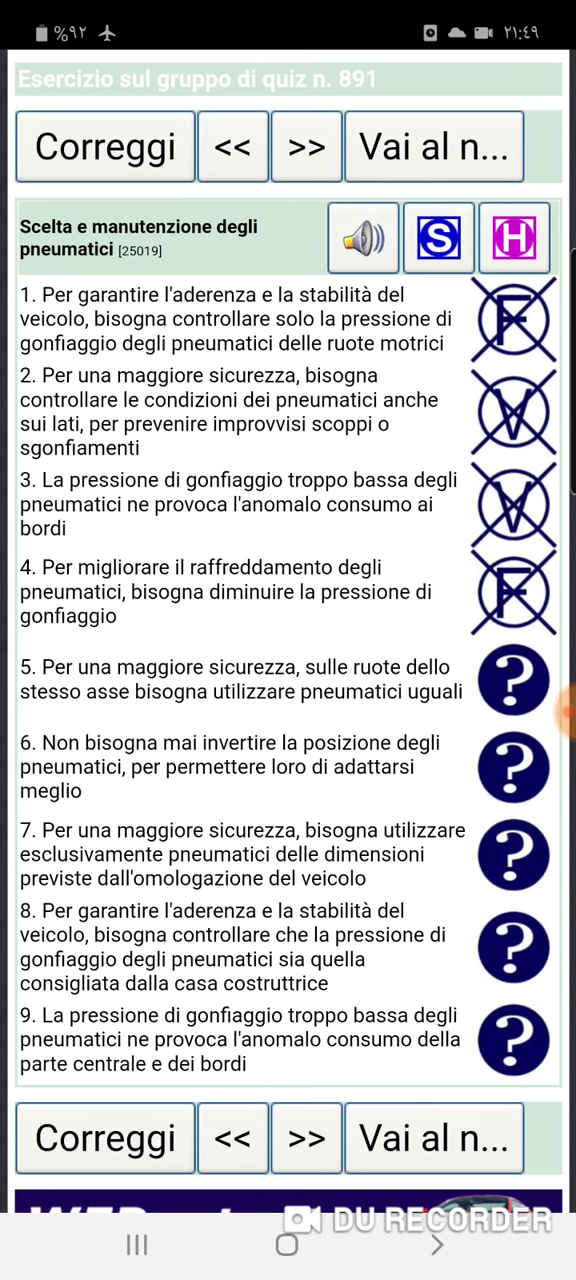 %٩٢
٢١:٤٩
Esercizio sul gruppo di quiz n. 891
Correggi
<<
>>
Vai al n...
Scelta e manutenzione degli
pneumatici [25019]
S
H
1. Per garantire l'aderenza e la stabilità del
veicolo, bisogna controllare solo la pressione di
gonfiaggio degli pneumatici delle ruote motrici
F
2. Per una maggiore sicurezza, bisogna
controllare le condizioni dei pneumatici anche
sui lati, per prevenire improvvisi scoppi o
sgonfiamenti
V
3. La pressione di gonfiaggio troppo bassa degli
pneumatici ne provoca l'anomalo consumo ai
bordi
V
4. Per migliorare il raffreddamento degli
pneumatici, bisogna diminuire la pressione di
gonfiaggio
F
5. Per una maggiore sicurezza, sulle ruote dello
stesso asse bisogna utilizzare pneumatici uguali
?
6. Non bisogna mai invertire la posizione degli
pneumatici, per permettere loro di adattarsi
meglio
?
7. Per una maggiore sicurezza, bisogna utilizzare
esclusivamente pneumatici delle dimensioni
previste dall'omologazione del veicolo
?
8. Per garantire l'aderenza e la stabilità del
veicolo, bisogna controllare che la pressione di
gonfiaggio degli pneumatici sia quella
consigliata dalla casa costruttrice
?
9. La pressione di gonfiaggio troppo bassa degli
pneumatici ne provoca l'anomalo consumo della
parte centrale e dei bordi
?
Correggi
<<
>>
Vai al n...
DU RECORDER